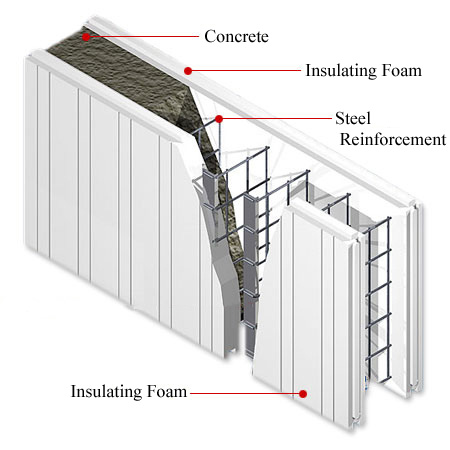 Concrete
Insulating Foam
Steel
Reinforcement
Insulating Foam